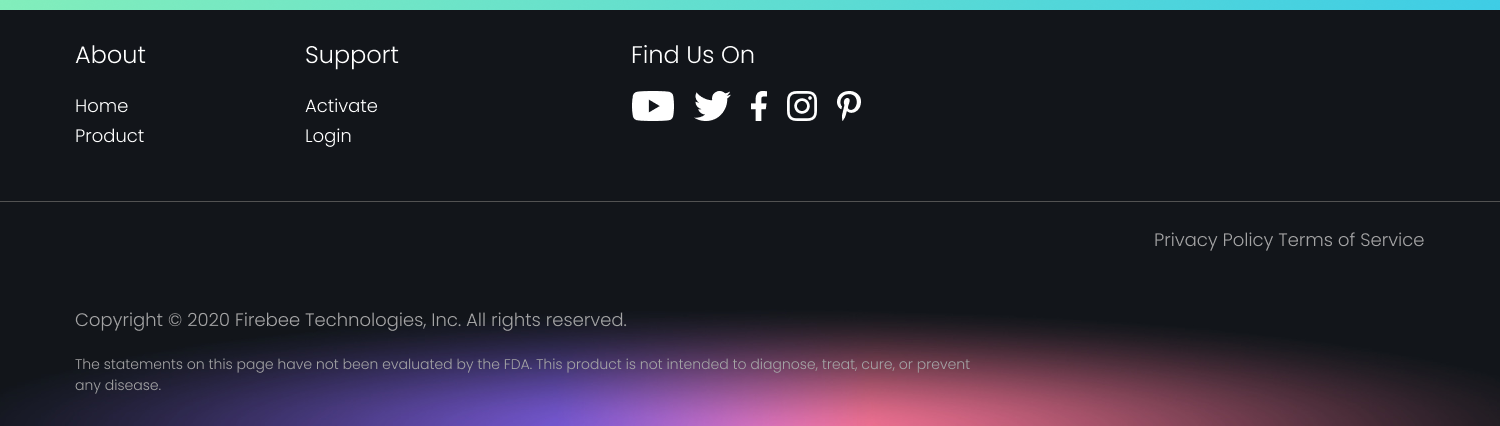 About
Home
Product
Support
Activate
Login
Find Us On
Privacy Policy Terms of Service
Copyright © 2020 Firebee Technologies, Inc. All rights reserved.
The statements on this page have not been evaluated by the FDA. This product is not intended to diagnose, treat, cure, or prevent
any disease.